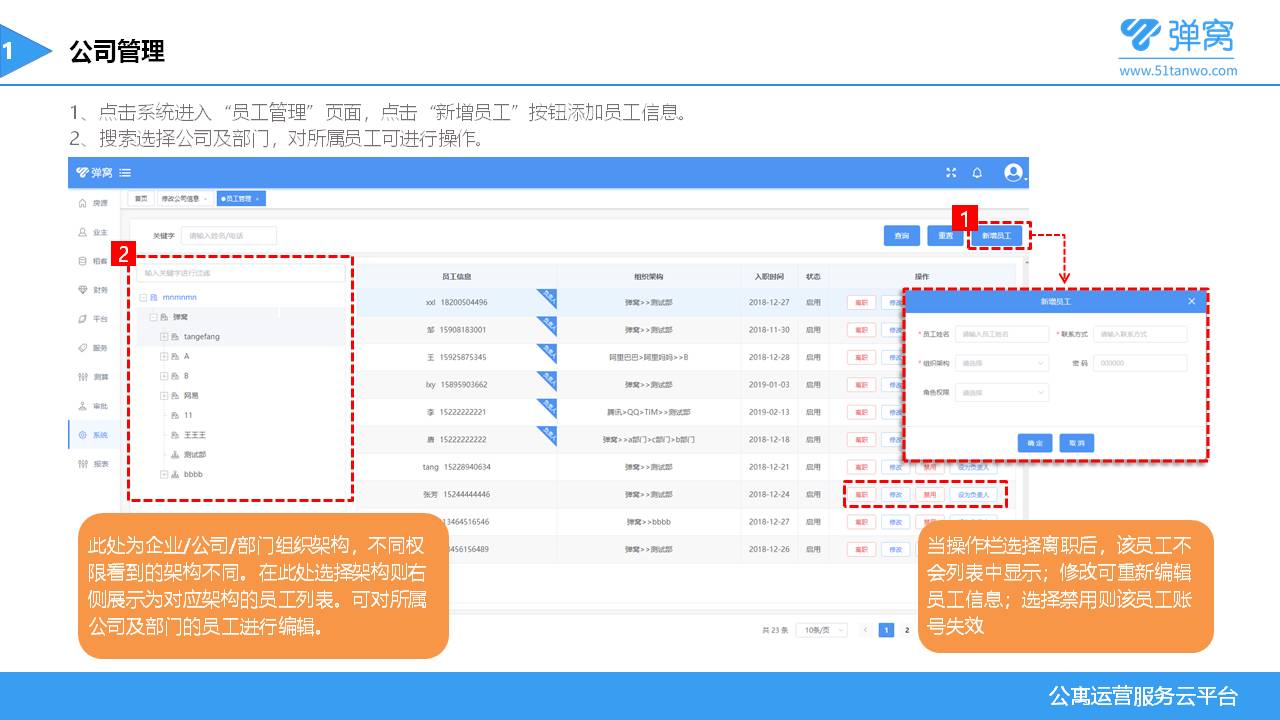 1
公司管理
弹窝
www.51tanwo.com
1、点击系统进入“员工管理”页面，点击“新增员工”按钮添加员工信息。
2、搜索选择公司及部门，对所属员工可进行操作。
弹窝
首页 修改公司信息 员工管理
房源
业主
租客
财务
平台
服务
测算
审批
系统
报表
关键字 请输入姓名/电话
查询 重置 新增员工
1
2
输入关键字进行过滤
mnmnmn
弹窝
tangefang
A
B
网易
11
王王王
测试部
bbbb
员工信息 组织架构 入职时间 状态 操作
xxl 18200504496 负责人 弹窝>>测试部 2018-12-27 启用 离职 修改
邹 15908183001 负责人 弹窝>>测试部 2018-11-30 启用 离职 修改
王 15925875345 负责人 阿里巴巴>阿里妈妈>>B 2018-12-28 启用 离职 修改
lxy 15895903662 负责人 弹窝>>测试部 2019-01-03 启用 离职 修改
李 15222222221 负责人 腾讯>QQ>TIM>>测试部 2019-02-13 启用 离职 修改
唐 15222222222 负责人 弹窝>>a部门>c部门>b部门 2018-12-18 启用 离职 修改
tang 15228940634 弹窝>>测试部 2018-12-21 启用 离职 修改 禁用 设为负责人
张芳 15244444446 弹窝>>测试部 2018-12-24 启用 离职 修改 禁用 设为负责人
13464516546 弹窝>>bbbb 2018-12-27 启用 离职 修改
456156489 弹窝>>测试部 2018-12-26 启用 离职 修改
共 23 条 10条/页 1 2
新增员工
* 员工姓名 请输入员工姓名 * 联系方式 请输入联系方式
* 组织架构 请选择 密码 000000
角色权限 请选择
确 定 取 消
此处为企业/公司/部门组织架构，不同权
限看到的架构不同。在此处选择架构则右
侧展示为对应架构的员工列表。可对所属
公司及部门的员工进行编辑。
当操作栏选择离职后，该员工不
会列表中显示；修改可重新编辑
员工信息；选择禁用则该员工账
号失效
公寓运营服务云平台